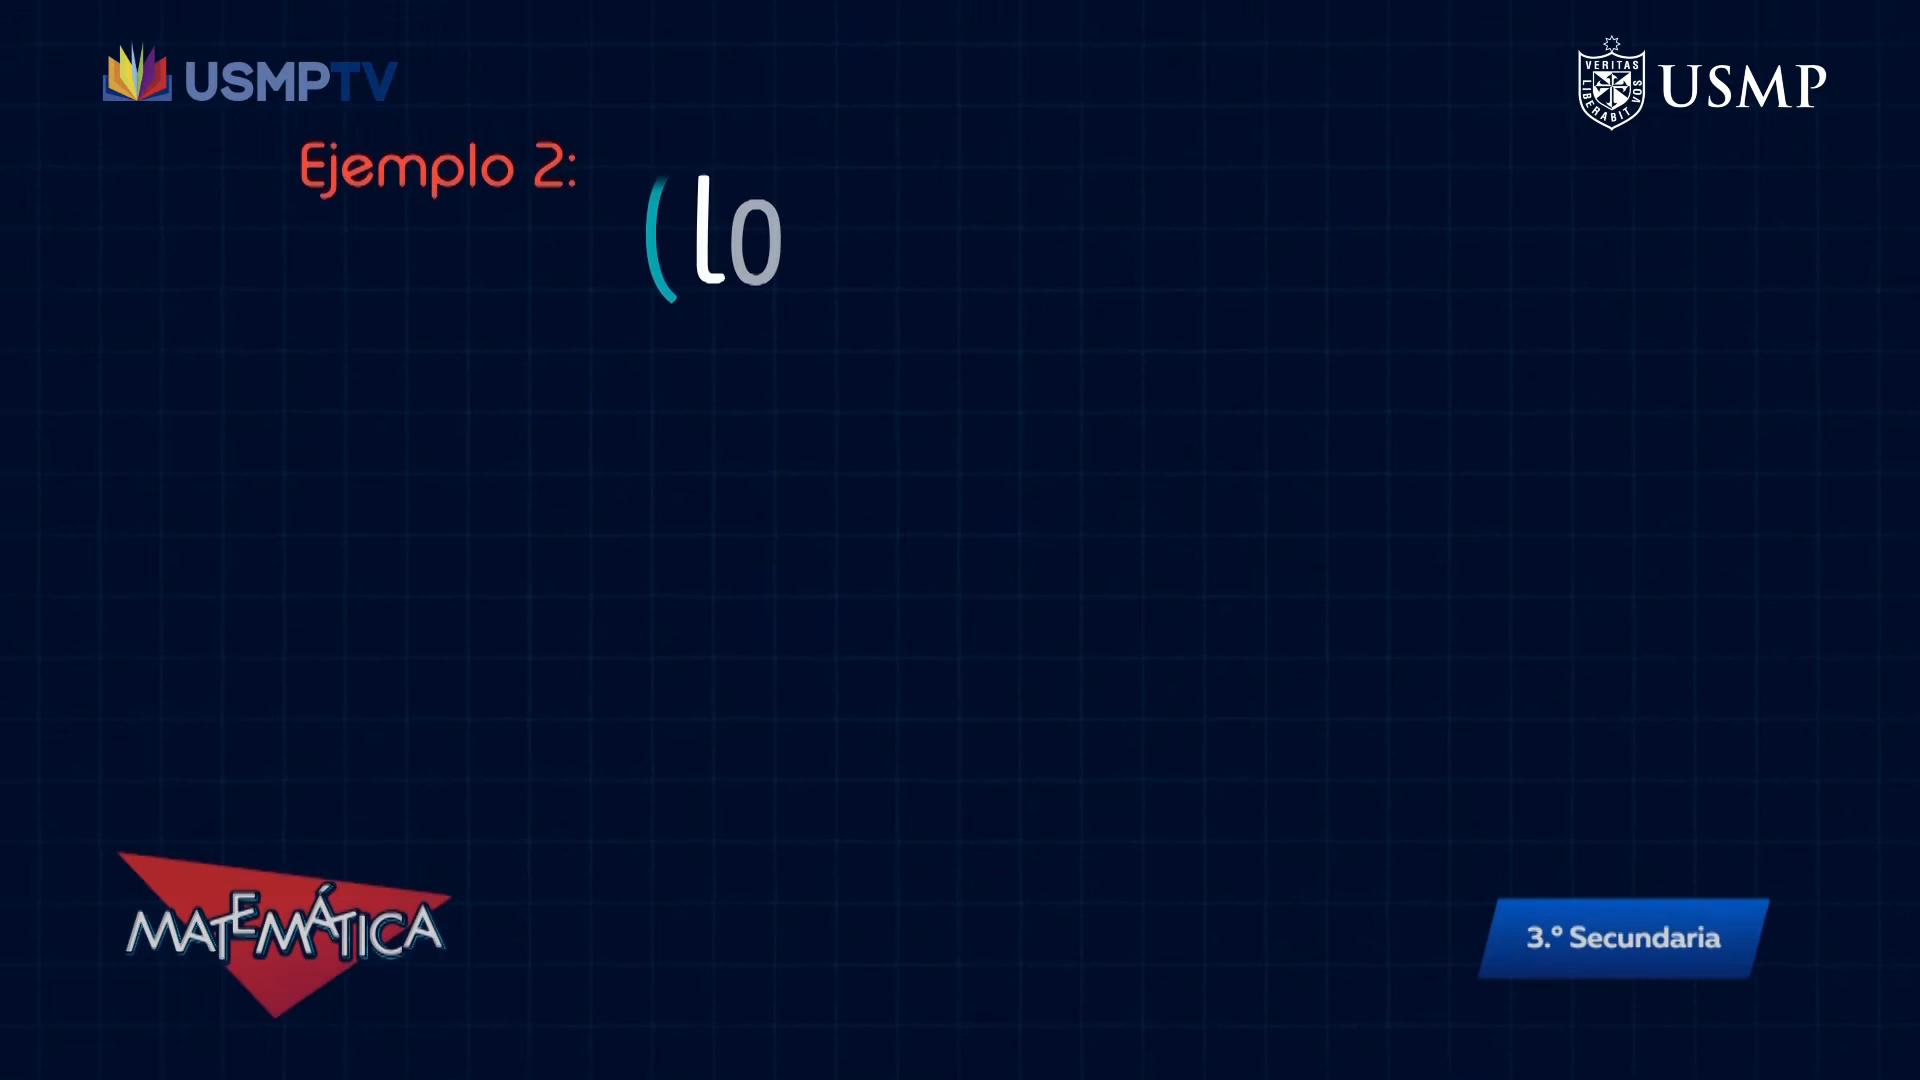 USMPTV
VERITAS LIBERABIT VOS
USMP
Ejemplo 2:
(lo
MATEMÁTICA
3.º Secundaria